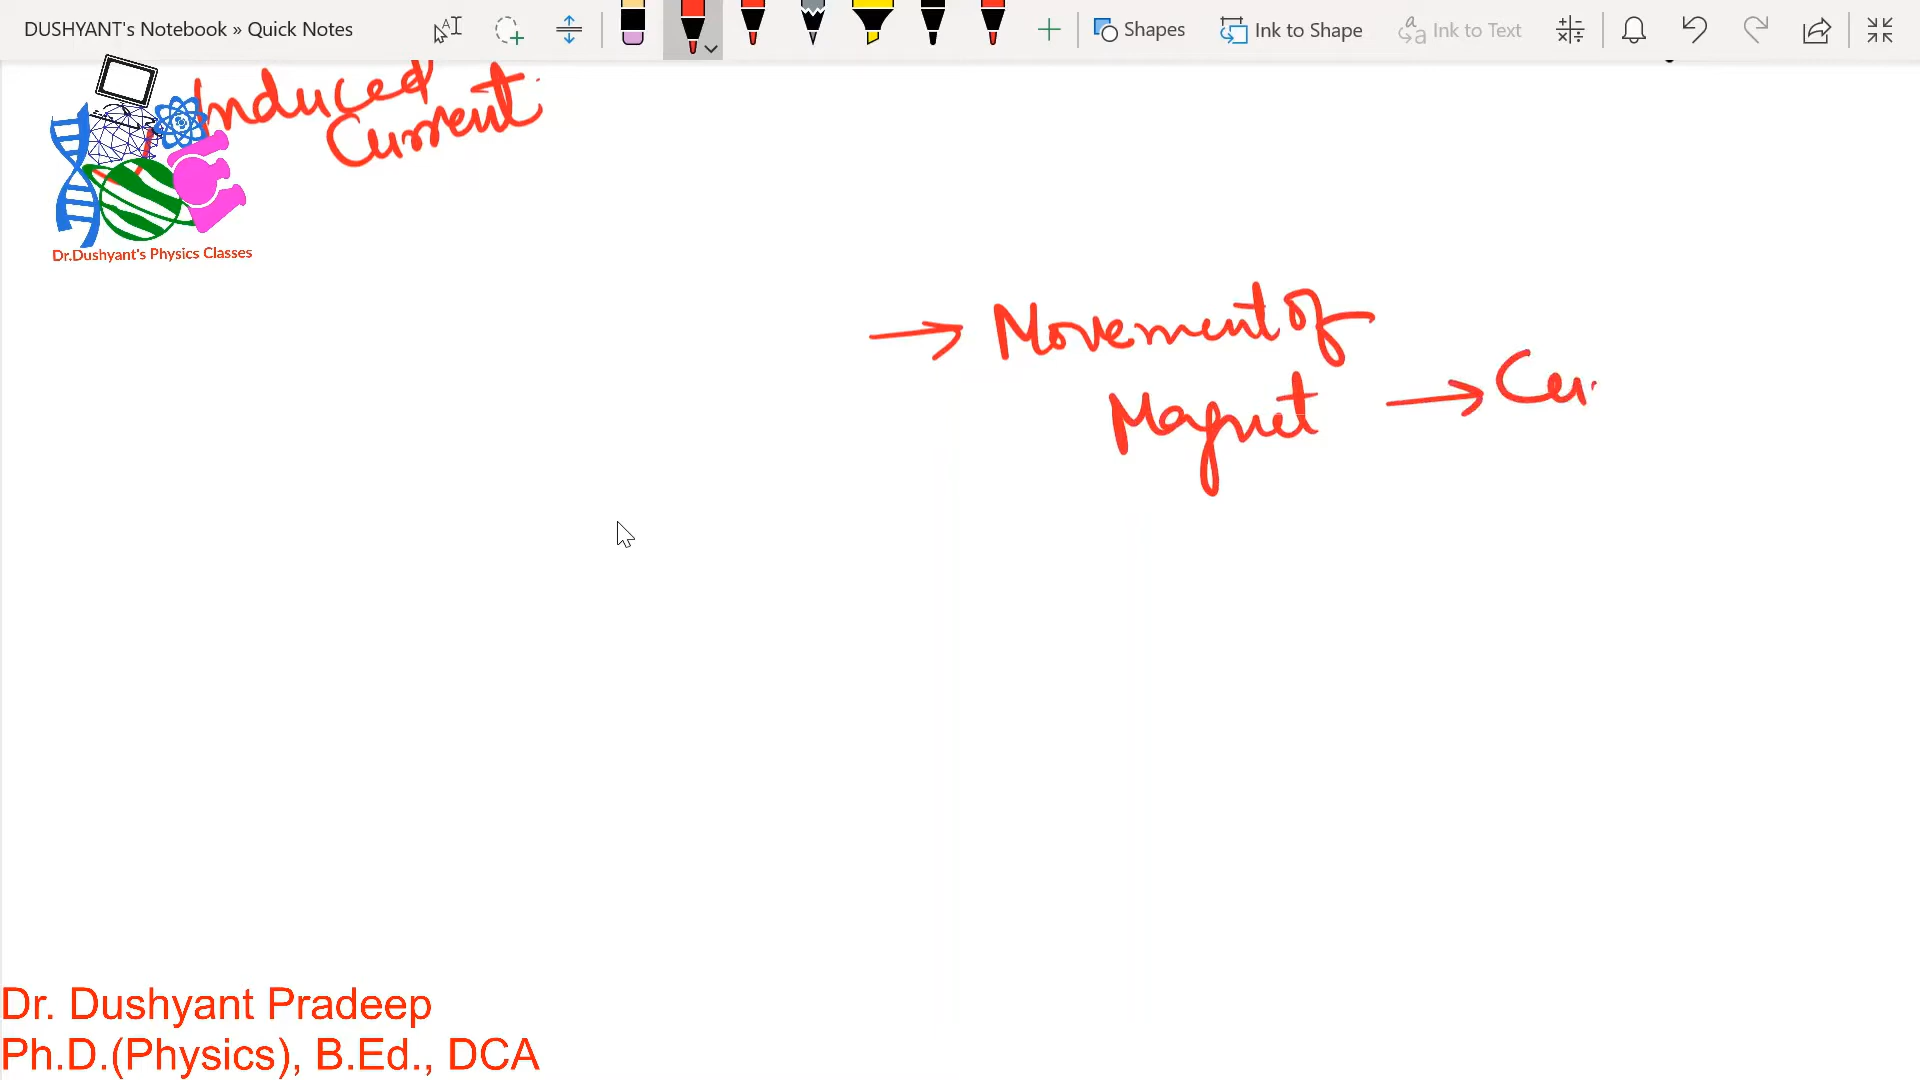 DUSHYANT's Notebook » Quick Notes
Shapes
Ink to Shape
Ink to Text
Induced
Current
Dr.Dushyant's Physics Classes
→ Movement of
Magnet → Cur
Dr. Dushyant Pradeep
Ph.D.(Physics), B.Ed., DCA